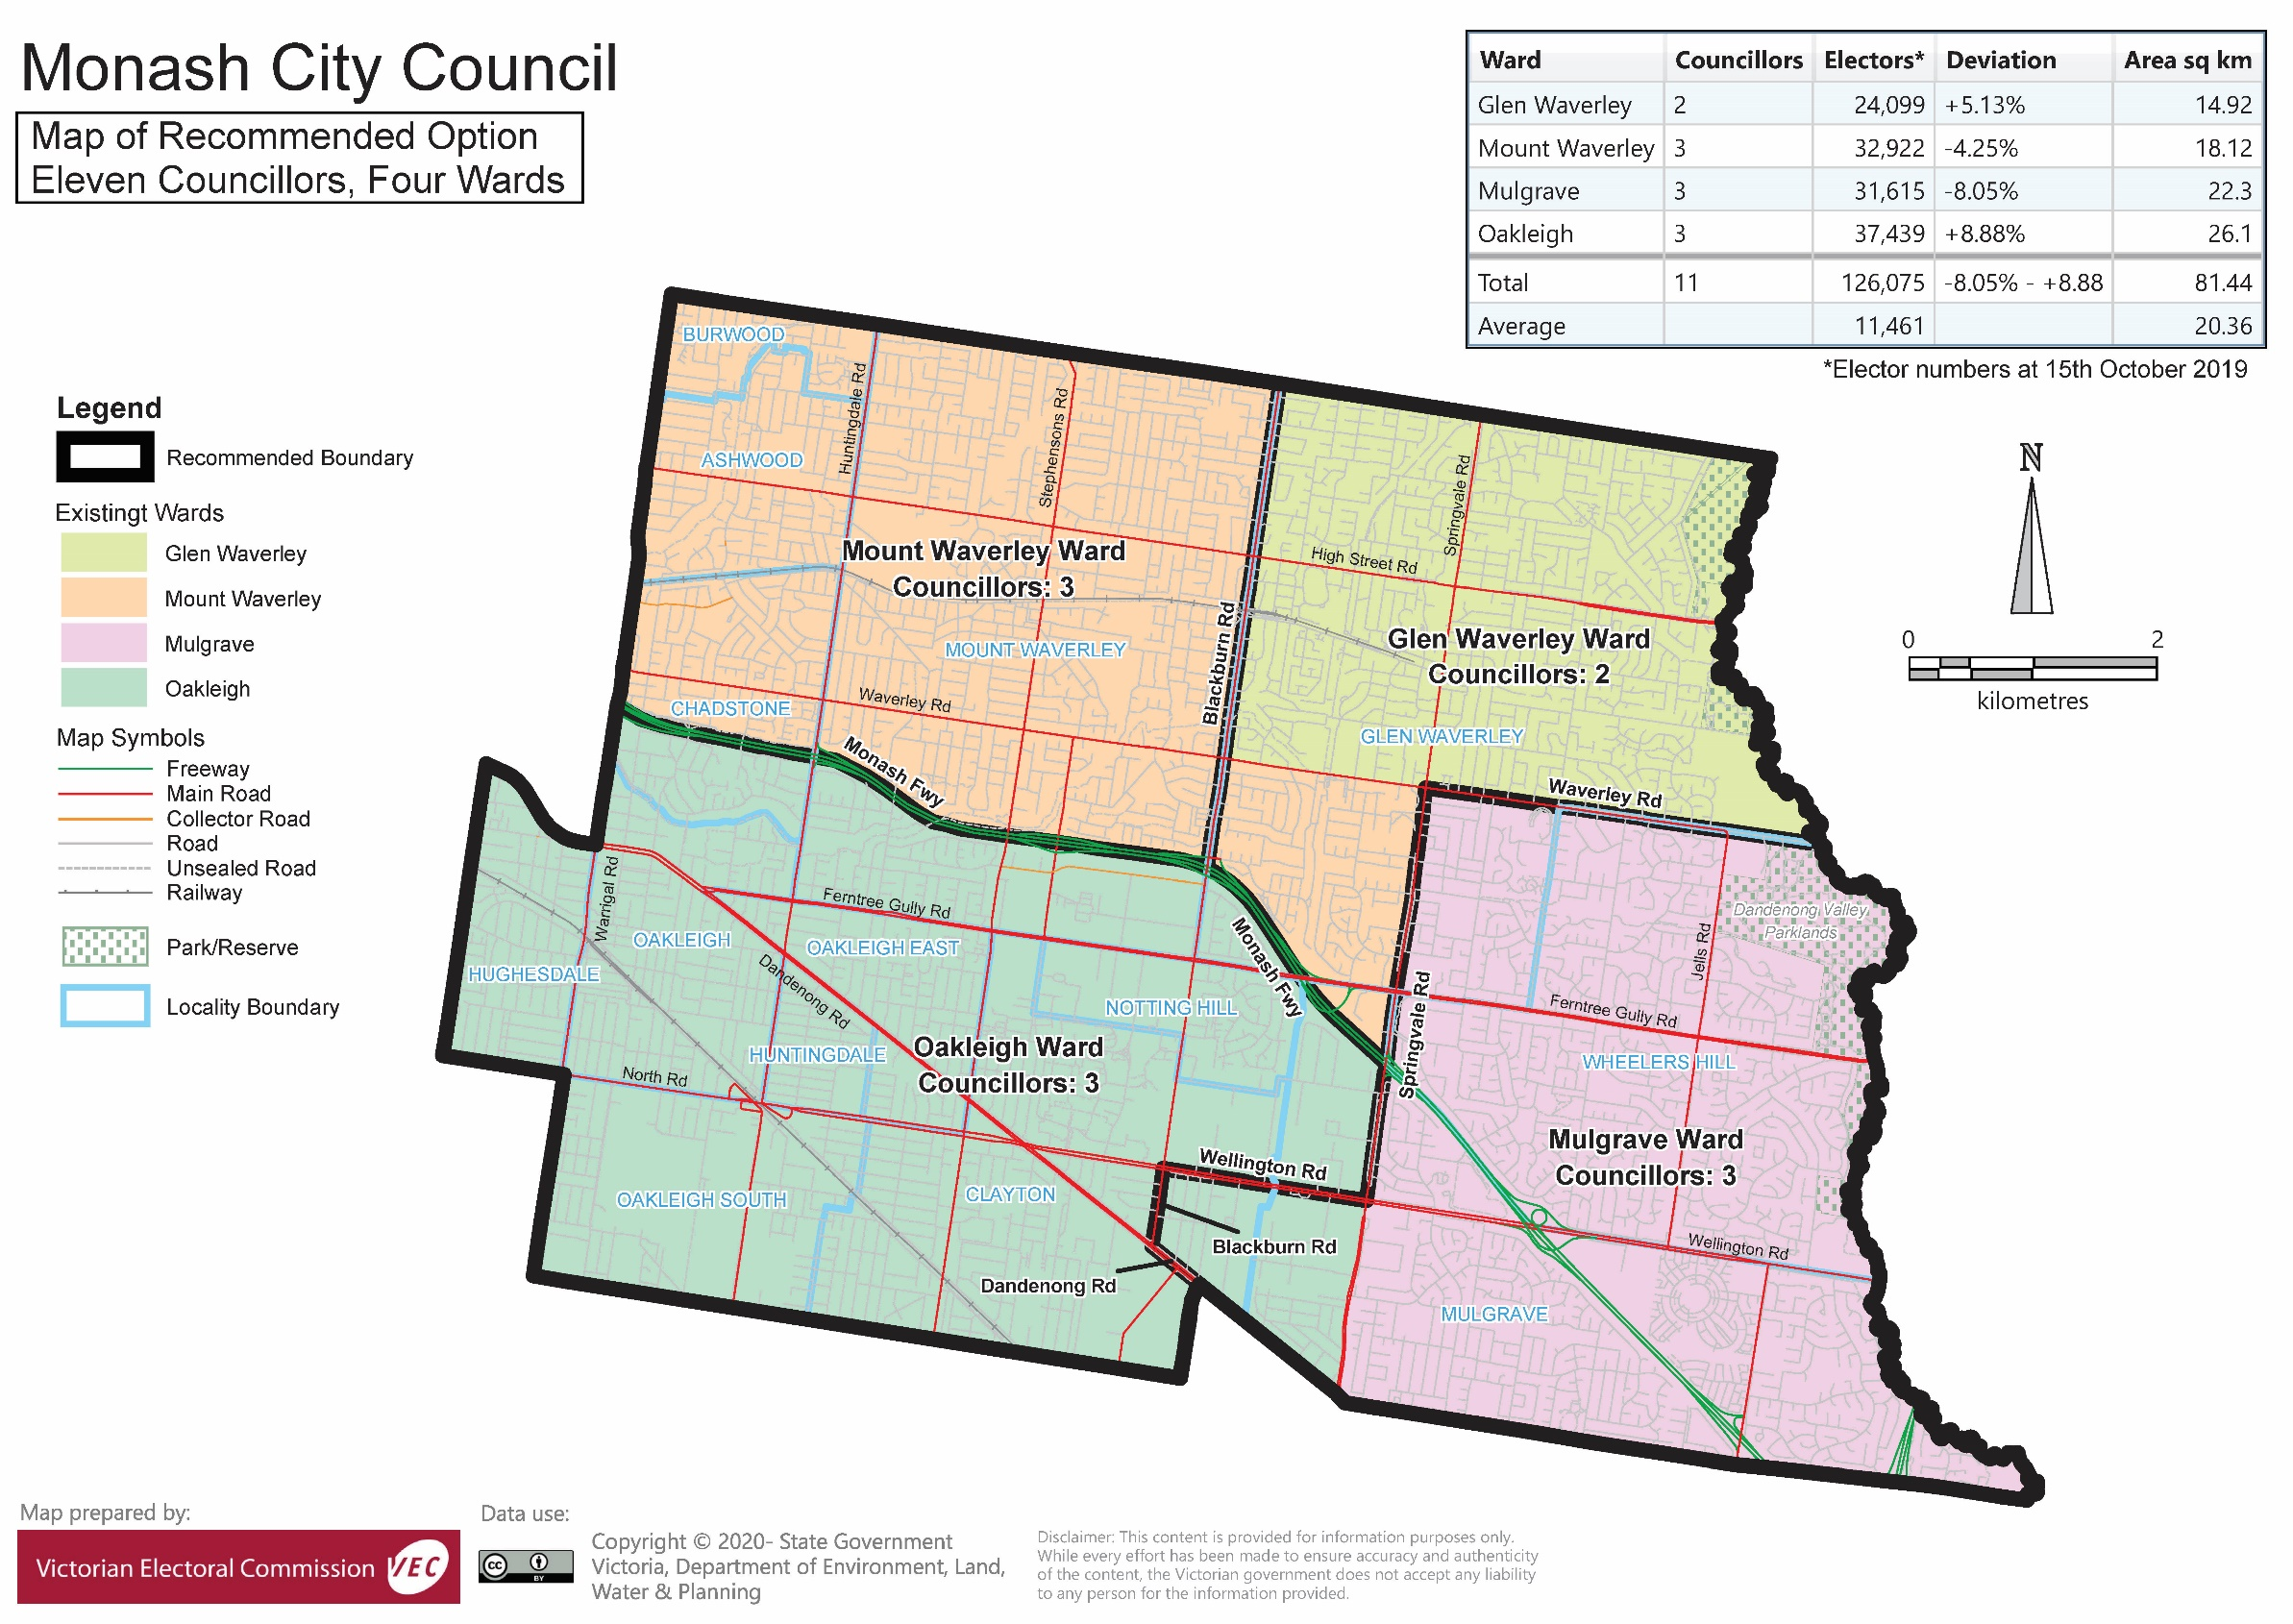 Monash City Council
Map of Recommended Option
Eleven Councillors, Four Wards
Ward Councillors Electors* Deviation Area sq km
Glen Waverley 2 24,099 +5.13% 14.92
Mount Waverley 3 32,922 -4.25% 18.12
Mulgrave 3 31,615 -8.05% 22.3
Oakleigh 3 37,439 +8.88% 26.1
Total 11 126,075 -8.05% - +8.88 81.44
Average 11,461 20.36
*Elector numbers at 15th October 2019
Legend
Recommended Boundary
Existingt Wards
Glen Waverley
Mount Waverley
Mulgrave
Oakleigh
Map Symbols
Freeway
Main Road
Collector Road
Road
Unsealed Road
Railway
Park/Reserve
Locality Boundary
N
0 2
kilometres
BURWOOD
Huntingdale Rd
Stephensons Rd
ASHWOOD
Springvale Rd
Mount Waverley Ward
Councillors: 3
High Street Rd
Blackburn Rd
MOUNT WAVERLEY
Glen Waverley Ward
Councillors: 2
CHADSTONE
Waverley Rd
GLEN WAVERLEY
Monash Fwy
Waverley Rd
Warrigal Rd
Ferntree Gully Rd
Dandenong Valley
Parklands
OAKLEIGH
OAKLEIGH EAST
Monash Fwy
Jells Rd
HUGHESDALE
Dandenong Rd
NOTTING HILL
Springvale Rd
Ferntree Gully Rd
HUNTINGDALE
Oakleigh Ward
Councillors: 3
WHEELERS HILL
North Rd
Mulgrave Ward
Councillors: 3
Wellington Rd
OAKLEIGH SOUTH
CLAYTON
Blackburn Rd
Wellington Rd
Dandenong Rd
MULGRAVE
Map prepared by:
Victorian Electoral Commission VEC
Data use:
cc BY
Copyright © 2020- State Government
Victoria, Department of Environment, Land,
Water & Planning
Disclaimer: This content is provided for information purposes only.
While every effort has been made to ensure accuracy and authenticity
of the content, the Victorian government does not accept any liability
to any person for the information provided.